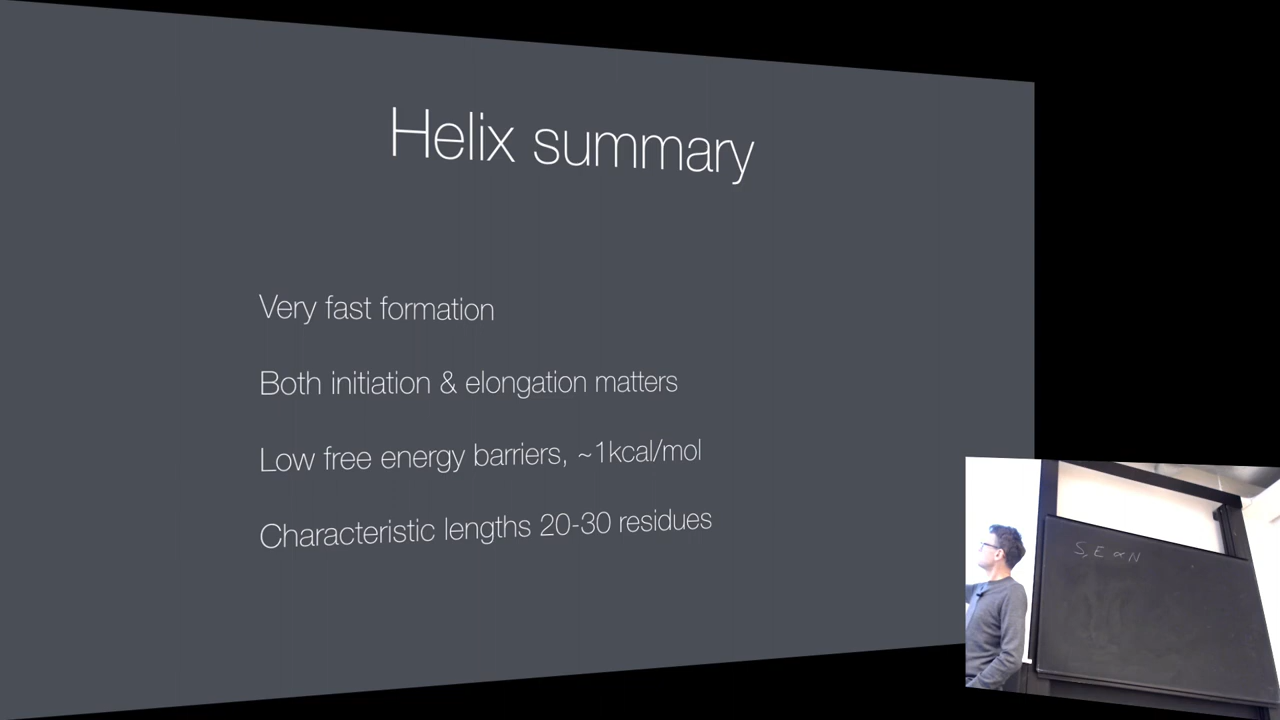 Helix summary
Very fast formation
Both initiation & elongation matters
Low free energy barriers, ~1kcal/mol
Characteristic lengths 20-30 residues
S, E ∝ N